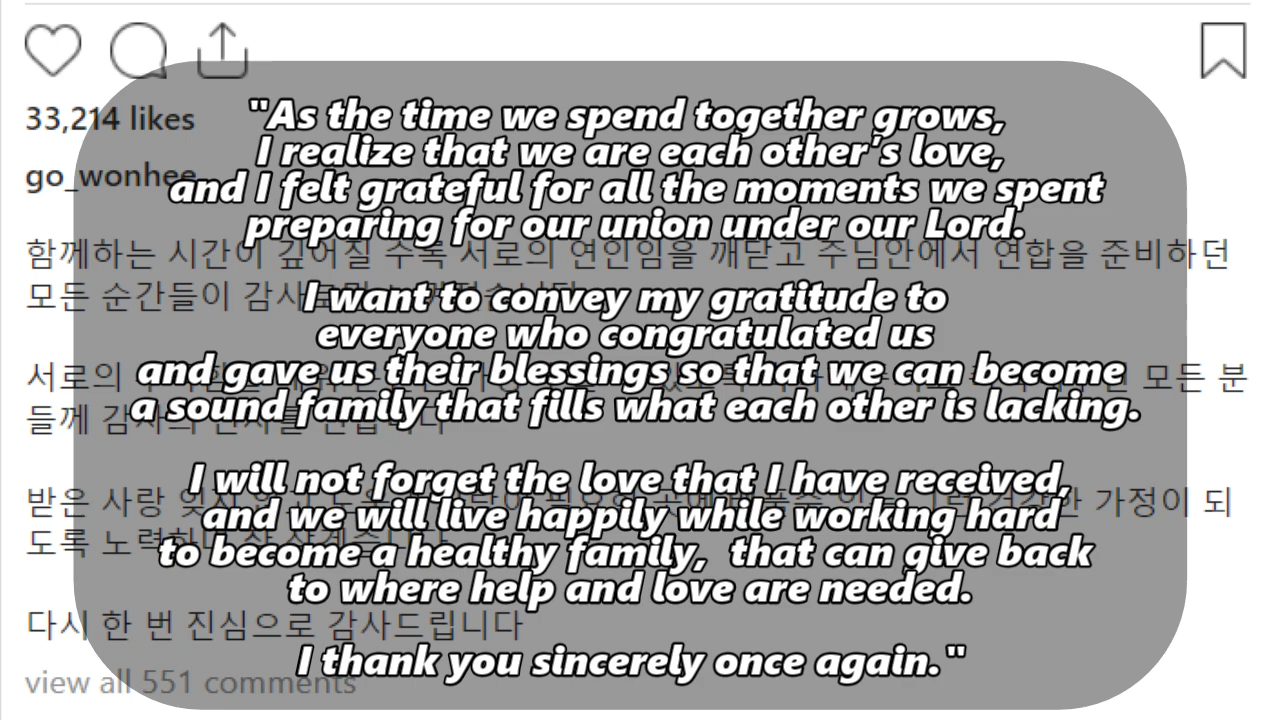 33,214 likes
go_wonhee
"As the time we spend together grows,
I realize that we are each other's love,
and I felt grateful for all the moments we spent
preparing for our union under our Lord.
함께하는 시간이 깊어질 수록 서로의 연인임을 깨닫고 주님안에서 연합을 준비하던
모든 순간들이
I want to convey my gratitude to
everyone who congratulated us
and gave us their blessings so that we can become
a sound family that fills what each other is lacking.
서로의 모든 분
들께 감사의 인사를
I will not forget the love that I have received,
and we will live happily while working hard
to become a healthy family, that can give back
to where help and love are needed.
받은 사랑 가정이 되
도록
다시 한 번 진심으로 감사드립니다
I thank you sincerely once again."
view all 551 comments